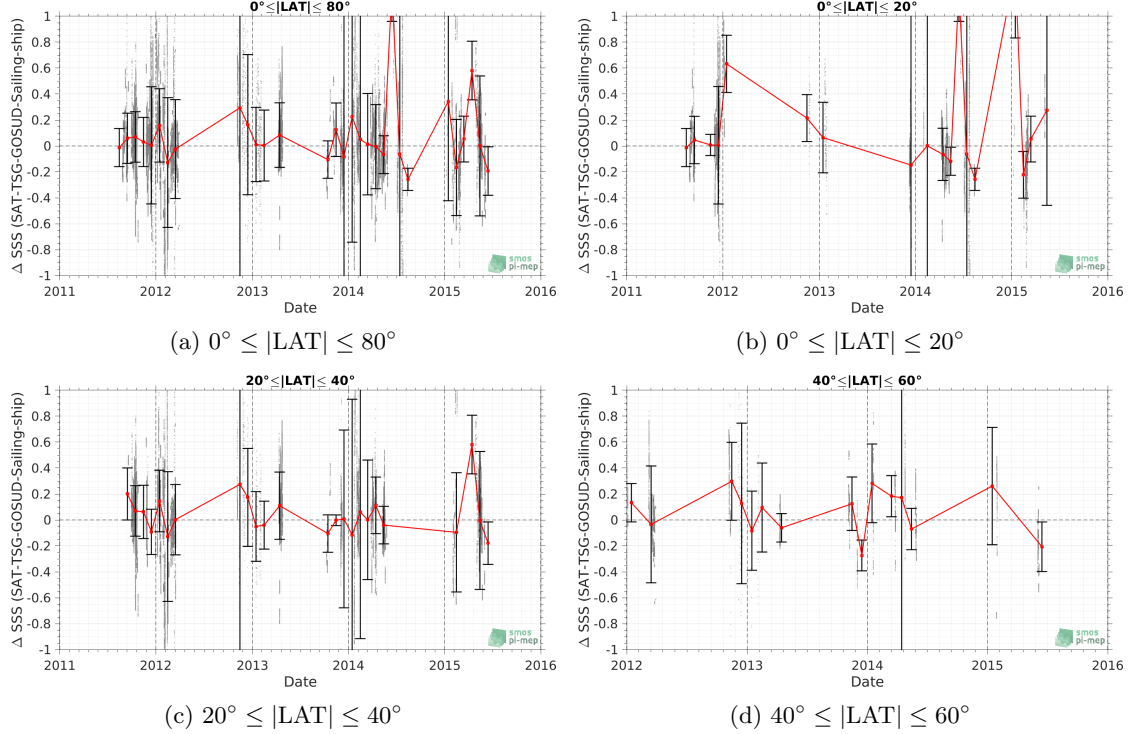 0°≤|LAT|≤ 80°
Δ SSS (SAT-TSG-GOSUD-Sailing-ship)
1
0.8
0.6
0.4
0.2
0
-0.2
-0.4
-0.6
-0.8
-1
smos
pi-mep
2011 2012 2013 2014 2015 2016
Date
(a) 0° ≤ |LAT| ≤ 80°
0°≤|LAT|≤ 20°
Δ SSS (SAT-TSG-GOSUD-Sailing-ship)
1
0.8
0.6
0.4
0.2
0
-0.2
-0.4
-0.6
-0.8
-1
smos
pi-mep
2011 2012 2013 2014 2015 2016
Date
(b) 0° ≤ |LAT| ≤ 20°
20°≤|LAT|≤ 40°
Δ SSS (SAT-TSG-GOSUD-Sailing-ship)
1
0.8
0.6
0.4
0.2
0
-0.2
-0.4
-0.6
-0.8
-1
smos
pi-mep
2011 2012 2013 2014 2015 2016
Date
(c) 20° ≤ |LAT| ≤ 40°
40°≤|LAT|≤ 60°
Δ SSS (SAT-TSG-GOSUD-Sailing-ship)
1
0.8
0.6
0.4
0.2
0
-0.2
-0.4
-0.6
-0.8
-1
smos
pi-mep
2012 2013 2014 2015 2016
Date
(d) 40° ≤ |LAT| ≤ 60°